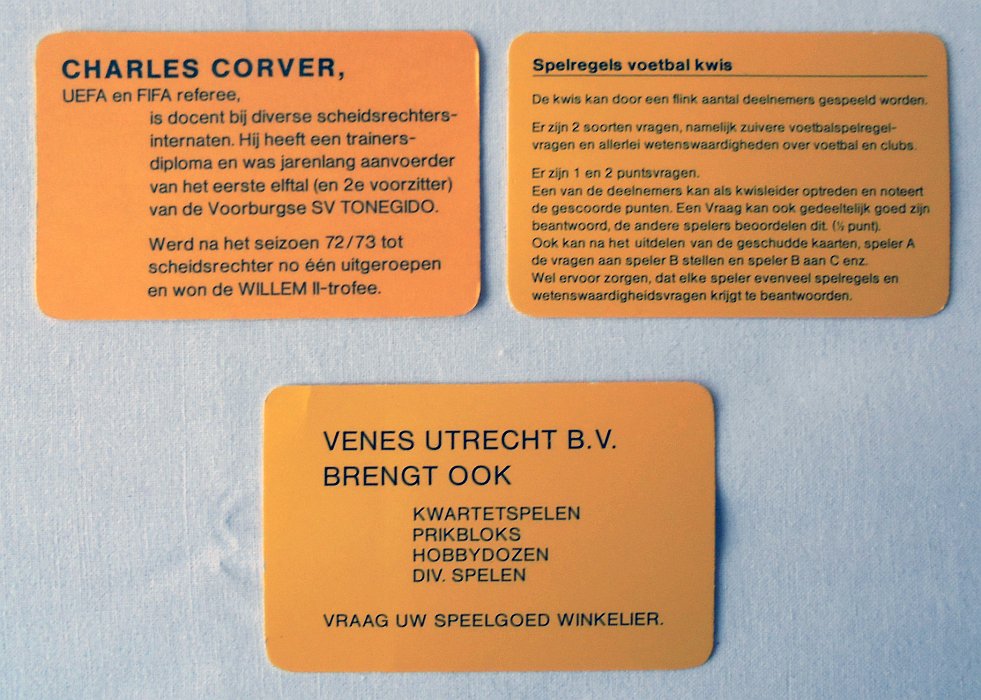 CHARLES CORVER,
UEFA en FIFA referee,
is docent bij diverse scheidsrechters-
internaten. Hij heeft een trainers-
diploma en was jarenlang aanvoerder
van het eerste elftal (en 2e voorzitter)
van de Voorburgse SV TONEGIDO.
Werd na het seizoen 72/73 tot
scheidsrechter no één uitgeroepen
en won de WILLEM II-trofee.
Spelregels voetbal kwis
De kwis kan door een flink aantal deelnemers gespeeld worden.
Er zijn 2 soorten vragen, namelijk zuivere voetbalspelregel-
vragen en allerlei wetenswaardigheden over voetbal en clubs.
Er zijn 1 en 2 puntsvragen.
Een van de deelnemers kan als kwisleider optreden en noteert
de gescoorde punten. Een Vraag kan ook gedeeltelijk goed zijn
beantwoord, de andere spelers beoordelen dit. (½ punt).
Ook kan na het uitdelen van de geschudde kaarten, speler A
de vragen aan speler B stellen en speler B aan C enz.
Wel ervoor zorgen, dat elke speler evenveel spelregels en
wetenswaardigheidsvragen krijgt te beantwoorden.
VENES UTRECHT B.V.
BRENGT OOK
KWARTETSPELEN
PRIKBLOKS
HOBBYDOZEN
DIV. SPELEN
VRAAG UW SPEELGOED WINKELIER.